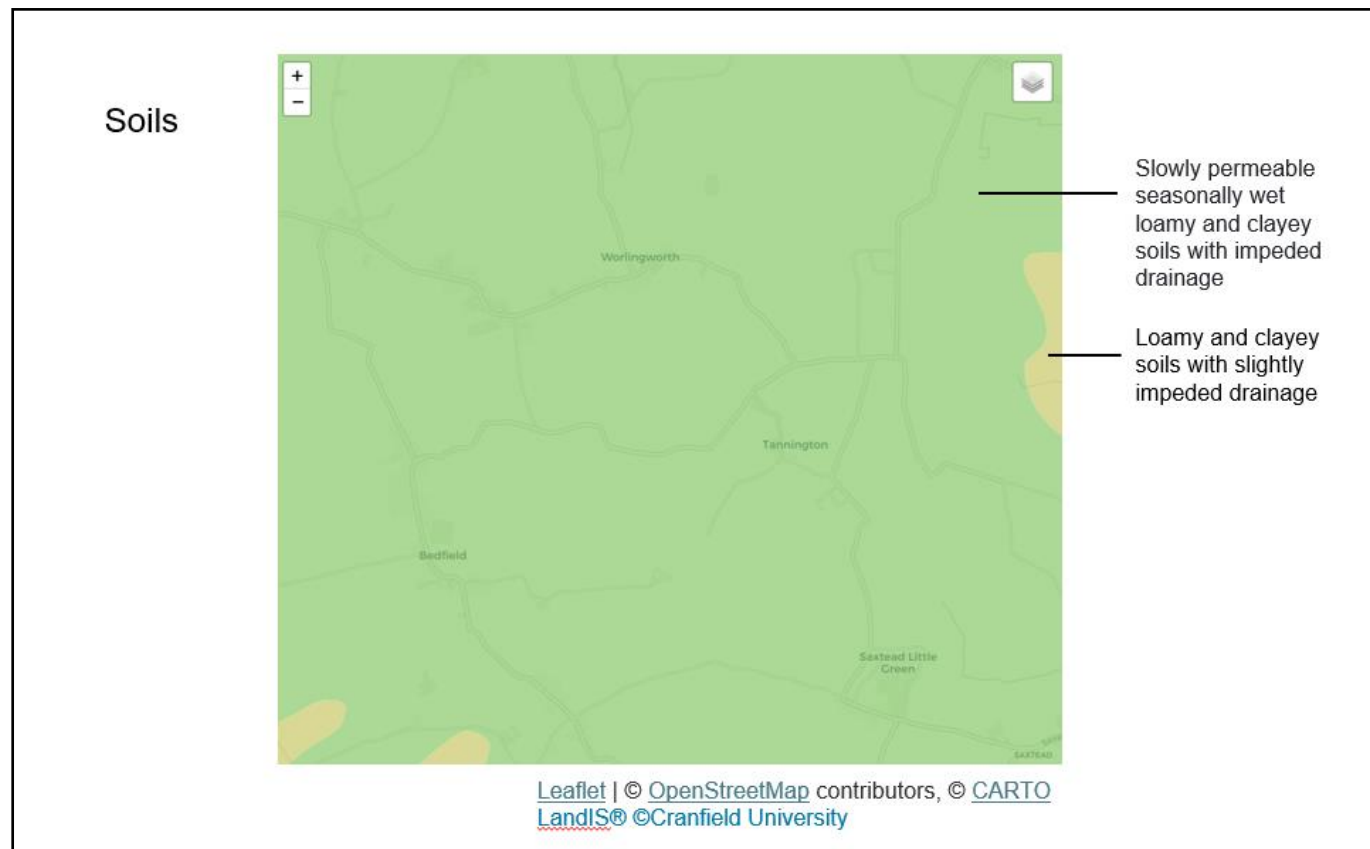 Soils
+
−
Worlingworth
Tannington
Bedfield
Saxtead Little
Green
SAXTEAD
Slowly permeable
seasonally wet
loamy and clayey
soils with impeded
drainage
Loamy and clayey
soils with slightly
impeded drainage
Leaflet | © OpenStreetMap contributors, © CARTO
LandIS® ©Cranfield University